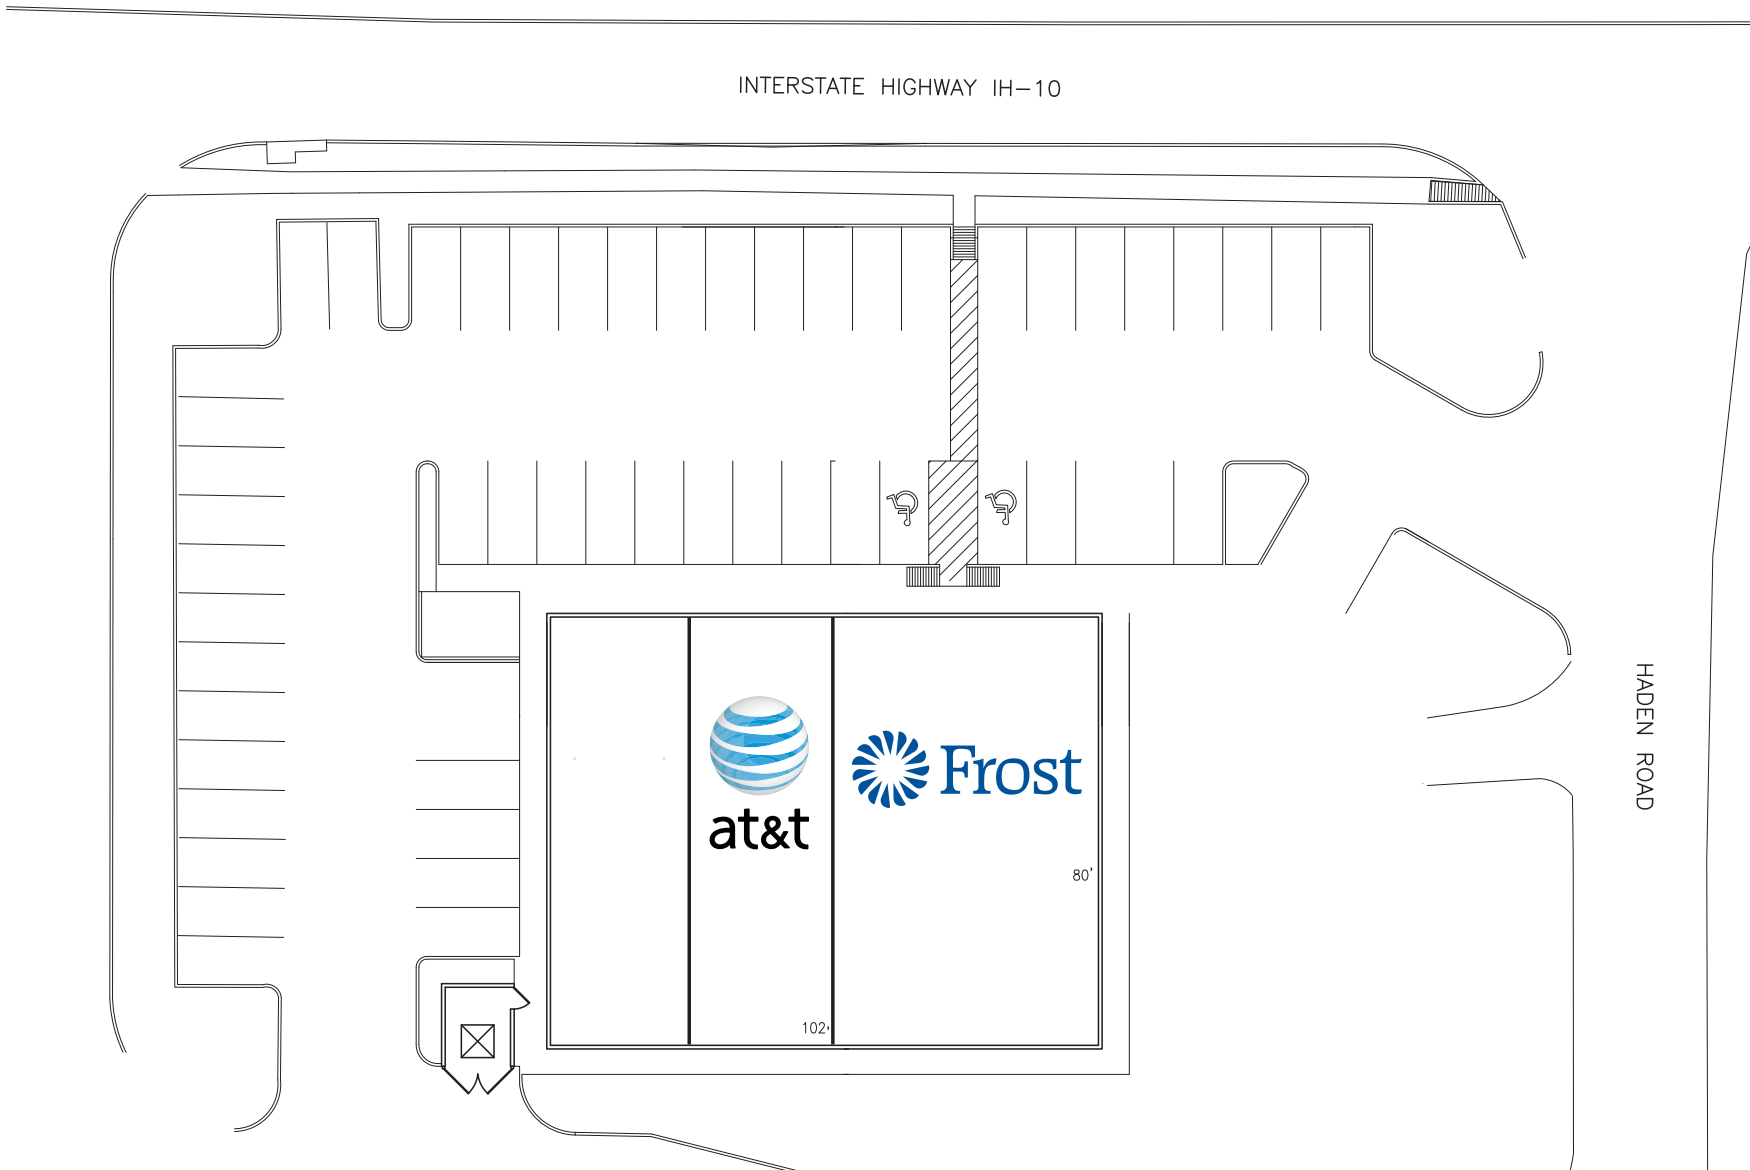 INTERSTATE HIGHWAY IH-10
HADEN ROAD
at&t
Frost
80'
102'